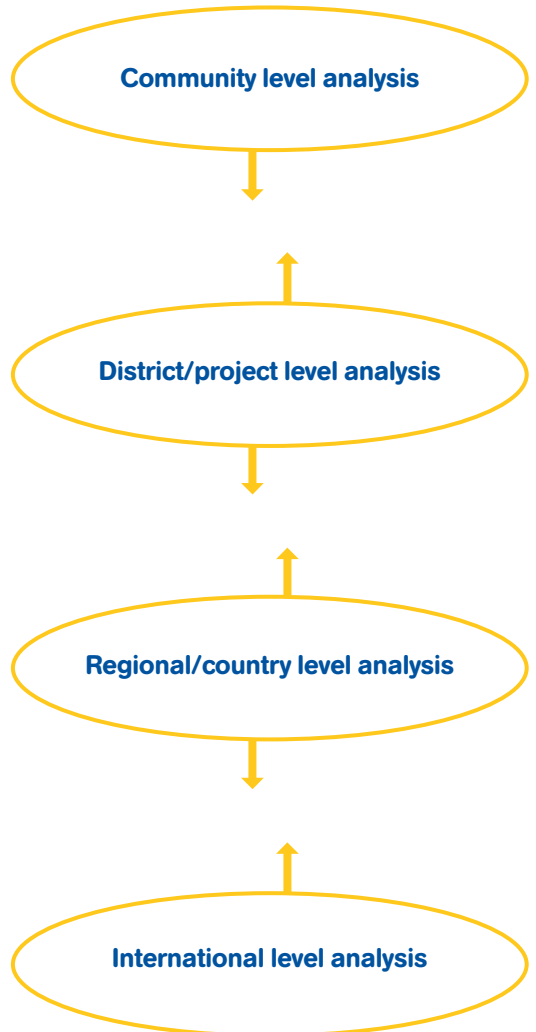 Community level analysis
District/project level analysis
Regional/country level analysis
International level analysis